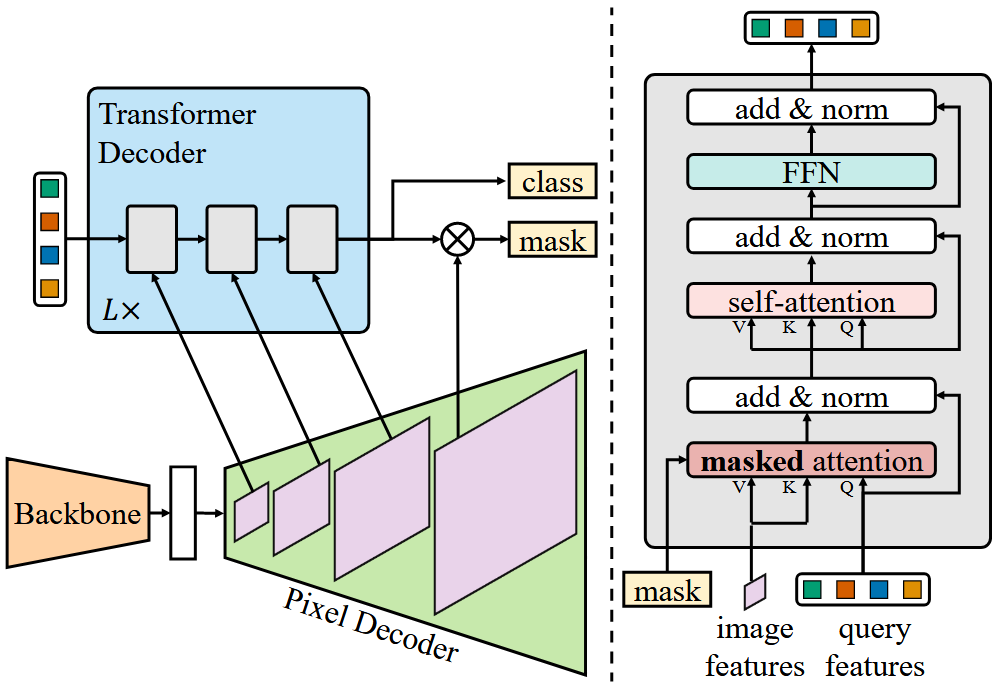 Transformer
Decoder
L×
class
mask
Backbone
Pixel Decoder
add & norm
FFN
add & norm
self-attention
V K Q
add & norm
masked attention
V K Q
mask
image
features
query
features